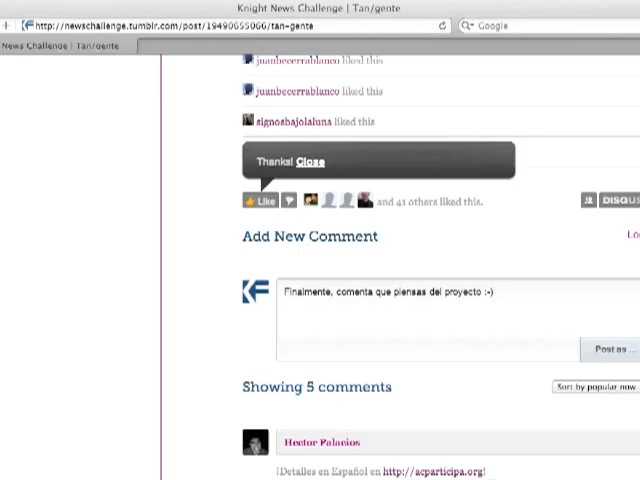 Knight News Challenge | Tan/gente
http://newschallenge.tumblr.com/post/19490655066/tan-gente
Google
News Challenge | Tan/gente
juanbecerrablanco liked this
juanbecerrablanco liked this
signosbajolaluna liked this
Thanks! Close
Like and 41 others liked this. DISQUS
Add New Comment
Lo
Finalmente, comenta que piensas del proyecto :-)
Post as ...
Showing 5 comments
Sort by popular now
Hector Palacios
¡Detalles en Español en http://acparticipa.org!